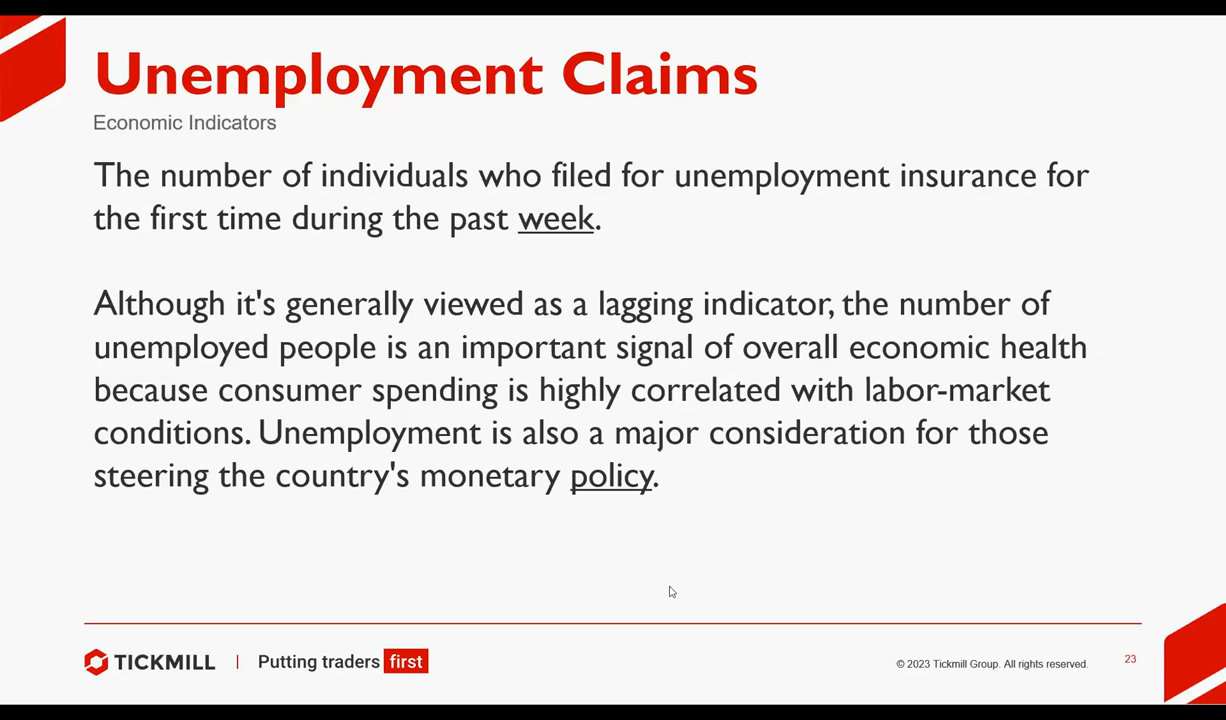 Unemployment Claims
Economic Indicators
The number of individuals who filed for unemployment insurance for
the first time during the past week.
Although it's generally viewed as a lagging indicator, the number of
unemployed people is an important signal of overall economic health
because consumer spending is highly correlated with labor-market
conditions. Unemployment is also a major consideration for those
steering the country's monetary policy.
TICKMILL | Putting traders first
© 2023 Tickmill Group. All rights reserved.
23